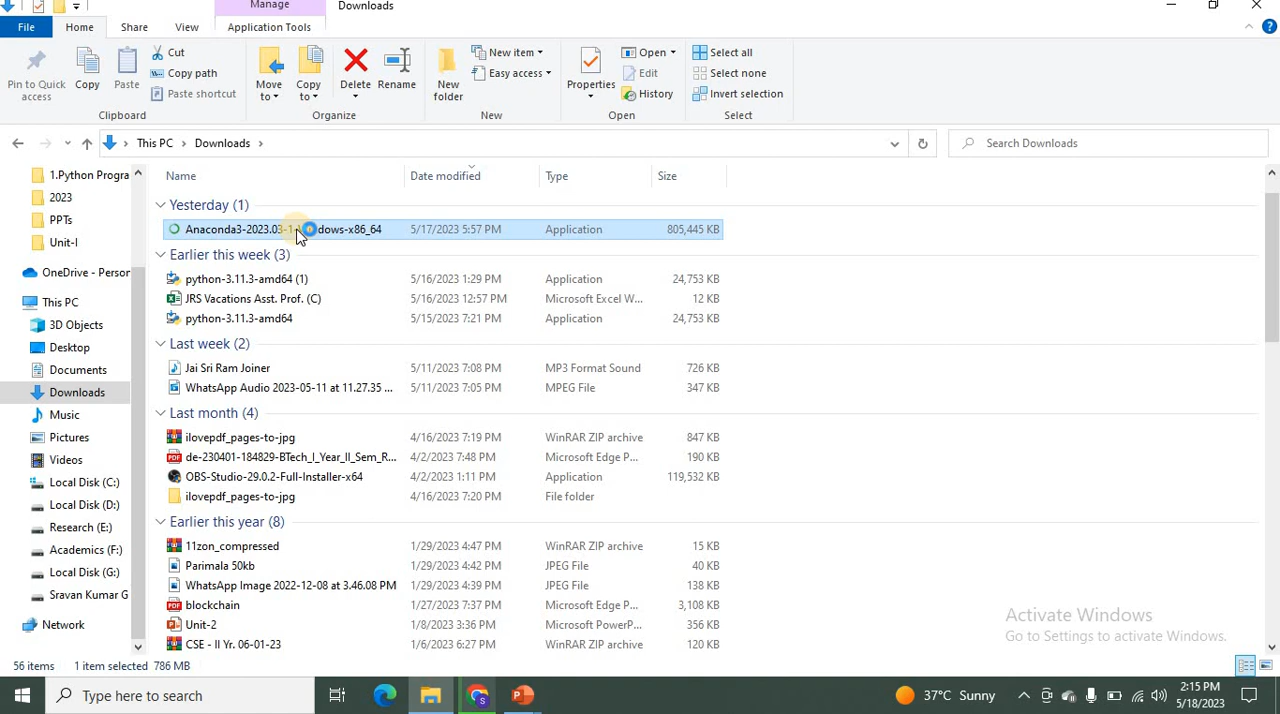 Manage
Downloads
File Home Share View Application Tools
Pin to Quick access
Copy
Paste
Cut
Copy path
Paste shortcut
Clipboard
Move to
Copy to
Delete
Rename
Organize
New folder
New item
Easy access
New
Properties
Open
Edit
History
Open
Select all
Select none
Invert selection
Select
This PC Downloads
Search Downloads
1.Python Progra
2023
PPTs
Unit-I
OneDrive - Person
This PC
3D Objects
Desktop
Documents
Downloads
Music
Pictures
Videos
Local Disk (C:)
Local Disk (D:)
Research (E:)
Academics (F:)
Local Disk (G:)
Sravan Kumar G
Network
Name Date modified Type Size
Yesterday (1)
Anaconda3-2023.03-1 dows-x86_64 5/17/2023 5:57 PM Application 805,445 KB
Earlier this week (3)
python-3.11.3-amd64 (1) 5/16/2023 1:29 PM Application 24,753 KB
JRS Vacations Asst. Prof. (C) 5/16/2023 12:57 PM Microsoft Excel W... 12 KB
python-3.11.3-amd64 5/15/2023 7:21 PM Application 24,753 KB
Last week (2)
Jai Sri Ram Joiner 5/11/2023 7:08 PM MP3 Format Sound 726 KB
WhatsApp Audio 2023-05-11 at 11.27.35 ... 5/11/2023 7:05 PM MPEG File 347 KB
Last month (4)
ilovepdf_pages-to-jpg 4/16/2023 7:19 PM WinRAR ZIP archive 847 KB
de-230401-184829-BTech_I_Year_II_Sem_R... 4/2/2023 7:48 PM Microsoft Edge P... 190 KB
OBS-Studio-29.0.2-Full-Installer-x64 4/2/2023 1:11 PM Application 119,532 KB
ilovepdf_pages-to-jpg 4/16/2023 7:20 PM File folder
Earlier this year (8)
11zon_compressed 1/29/2023 4:47 PM WinRAR ZIP archive 15 KB
Parimala 50kb 1/29/2023 4:42 PM JPEG File 40 KB
WhatsApp Image 2022-12-08 at 3.46.08 PM 1/29/2023 4:39 PM JPEG File 138 KB
blockchain 1/27/2023 7:37 PM Microsoft Edge P... 3,108 KB
Unit-2 1/8/2023 3:36 PM Microsoft PowerP... 356 KB
CSE - II Yr. 06-01-23 1/6/2023 6:27 PM WinRAR ZIP archive 120 KB
Activate Windows
Go to Settings to activate Windows.
56 items 1 item selected 786 MB
Type here to search
37°C Sunny
2:15 PM
5/18/2023